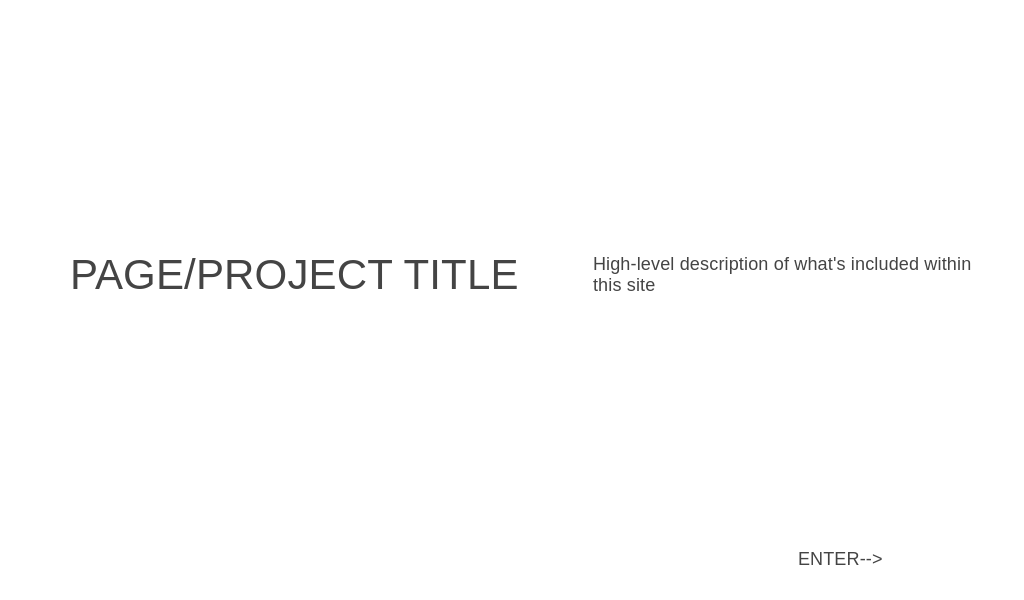 PAGE/PROJECT TITLE
High-level description of what's included within
this site
ENTER-->